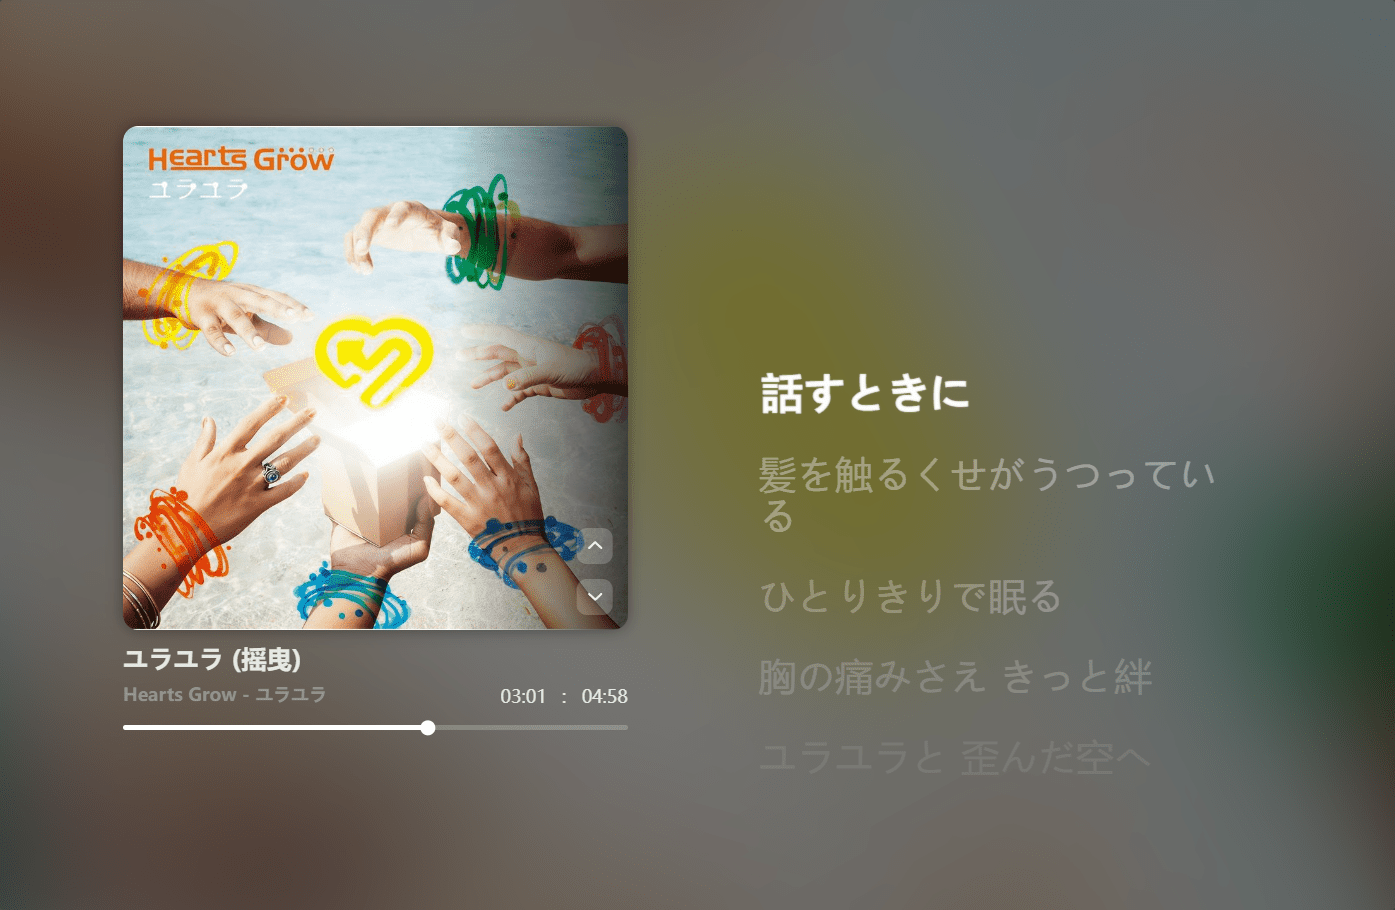 Hearts Grow
ユラユラ
ユラユラ (摇曳)
Hearts Grow - ユラユラ
03:01 : 04:58
話すときに
髪を触るくせがうつってい
る
ひとりきりで眠る
胸の痛みさえ きっと絆
ユラユラと 歪んだ空へ